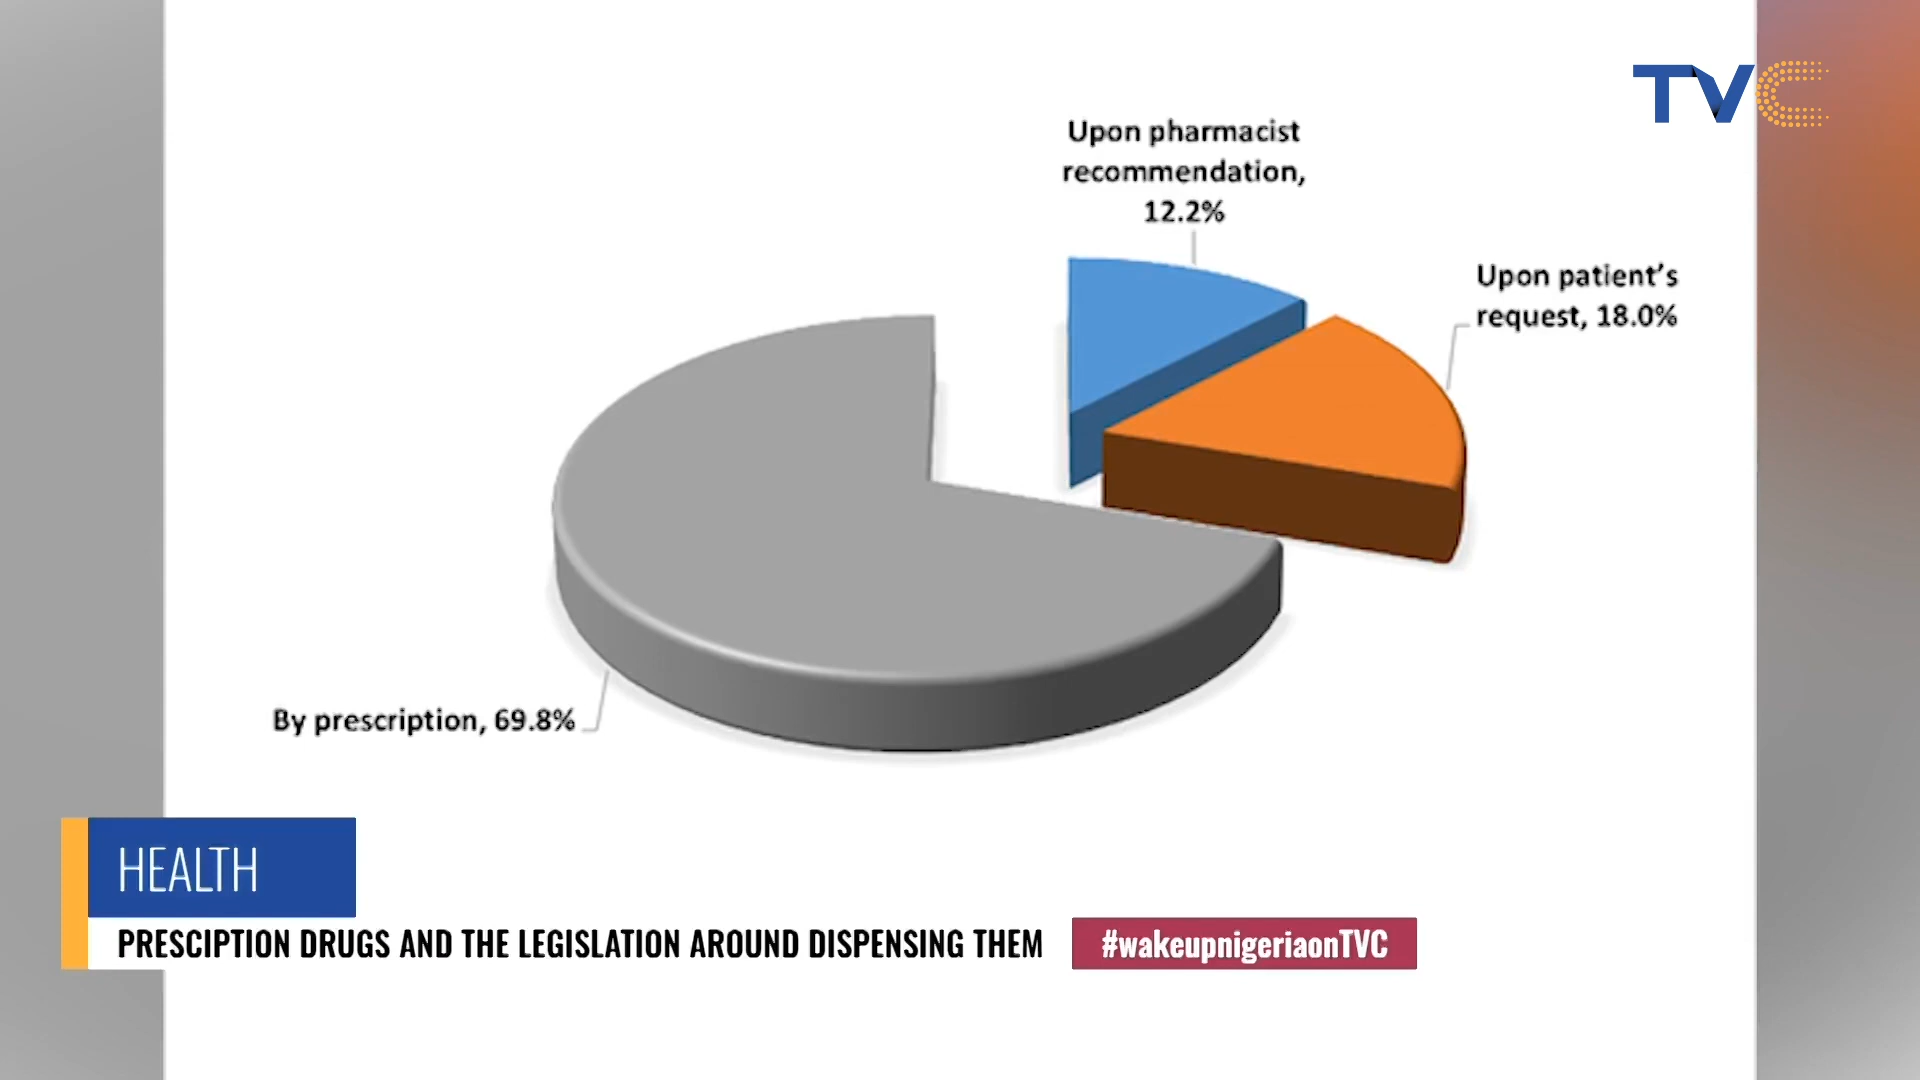 TVC
Upon pharmacist
recommendation,
12.2%
Upon patient's
request, 18.0%
By prescription, 69.8%
HEALTH
PRESCIPTION DRUGS AND THE LEGISLATION AROUND DISPENSING THEM
#wakeupnigeriaonTVC